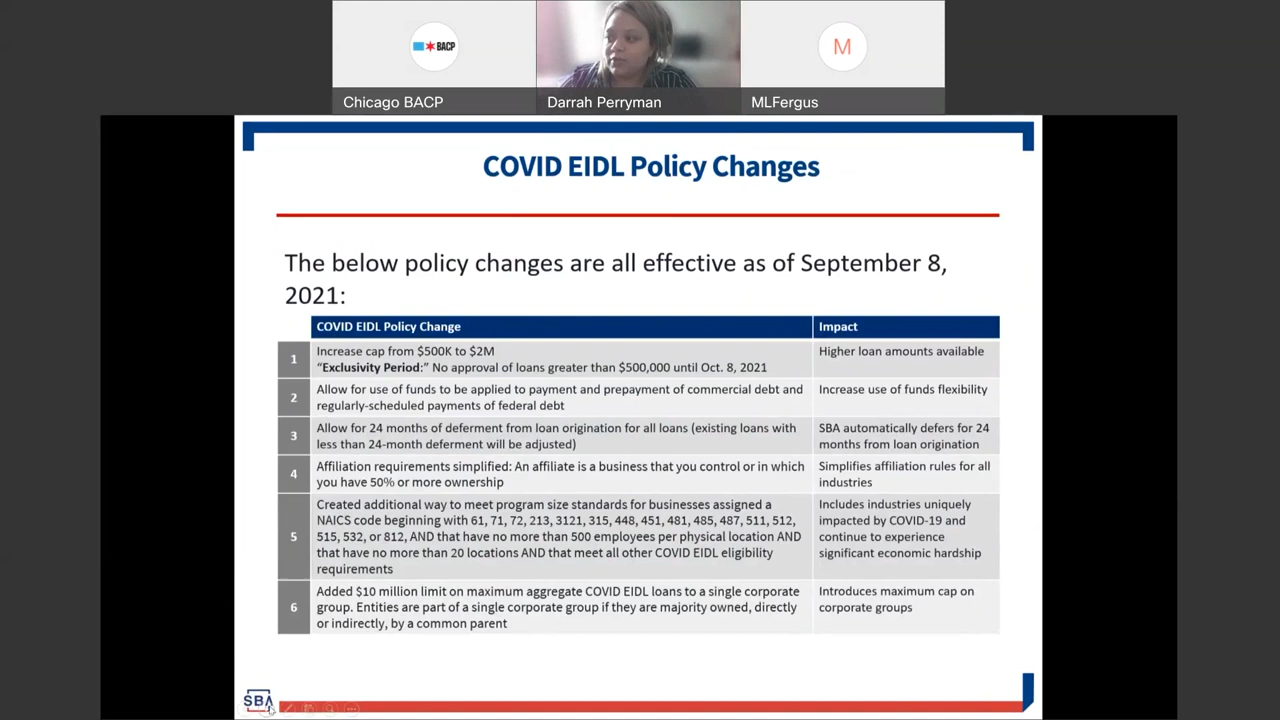 BACP
M
Chicago BACP
Darrah Perryman
MLFergus
COVID EIDL Policy Changes
The below policy changes are all effective as of September 8,
2021:
COVID EIDL Policy Change
Impact
1
Increase cap from $500K to $2M
“Exclusivity Period:” No approval of loans greater than $500,000 until Oct. 8, 2021
Higher loan amounts available
2
Allow for use of funds to be applied to payment and prepayment of commercial debt and
regularly-scheduled payments of federal debt
Increase use of funds flexibility
3
Allow for 24 months of deferment from loan origination for all loans (existing loans with
less than 24-month deferment will be adjusted)
SBA automatically defers for 24
months from loan origination
4
Affiliation requirements simplified: An affiliate is a business that you control or in which
you have 50% or more ownership
Simplifies affiliation rules for all
industries
5
Created additional way to meet program size standards for businesses assigned a
NAICS code beginning with 61, 71, 72, 213, 3121, 315, 448, 451, 481, 485, 487, 511, 512,
515, 532, or 812, AND that have no more than 500 employees per physical location AND
that have no more than 20 locations AND that meet all other COVID EIDL eligibility
requirements
Includes industries uniquely
impacted by COVID-19 and
continue to experience
significant economic hardship
6
Added $10 million limit on maximum aggregate COVID EIDL loans to a single corporate
group. Entities are part of a single corporate group if they are majority owned, directly
or indirectly, by a common parent
Introduces maximum cap on
corporate groups
SBA